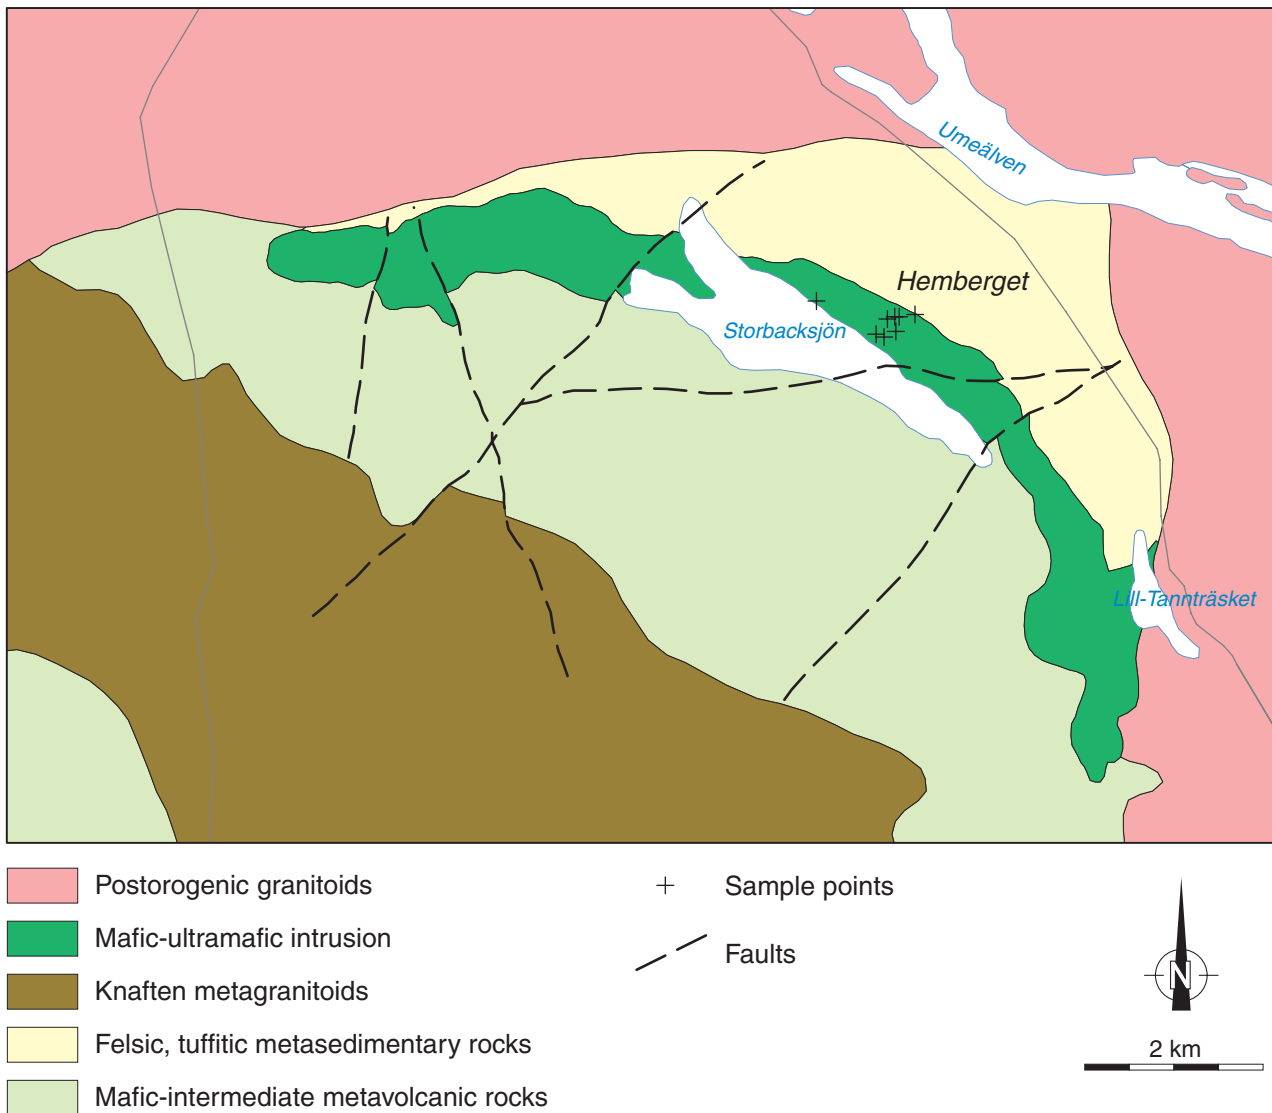 Umeälven
Hemberget
Storbacksjön
Lill-Tannträsket
Postorogenic granitoids
Mafic-ultramafic intrusion
Knaften metagranitoids
Felsic, tuffitic metasedimentary rocks
Mafic-intermediate metavolcanic rocks
Sample points
Faults
N
2 km